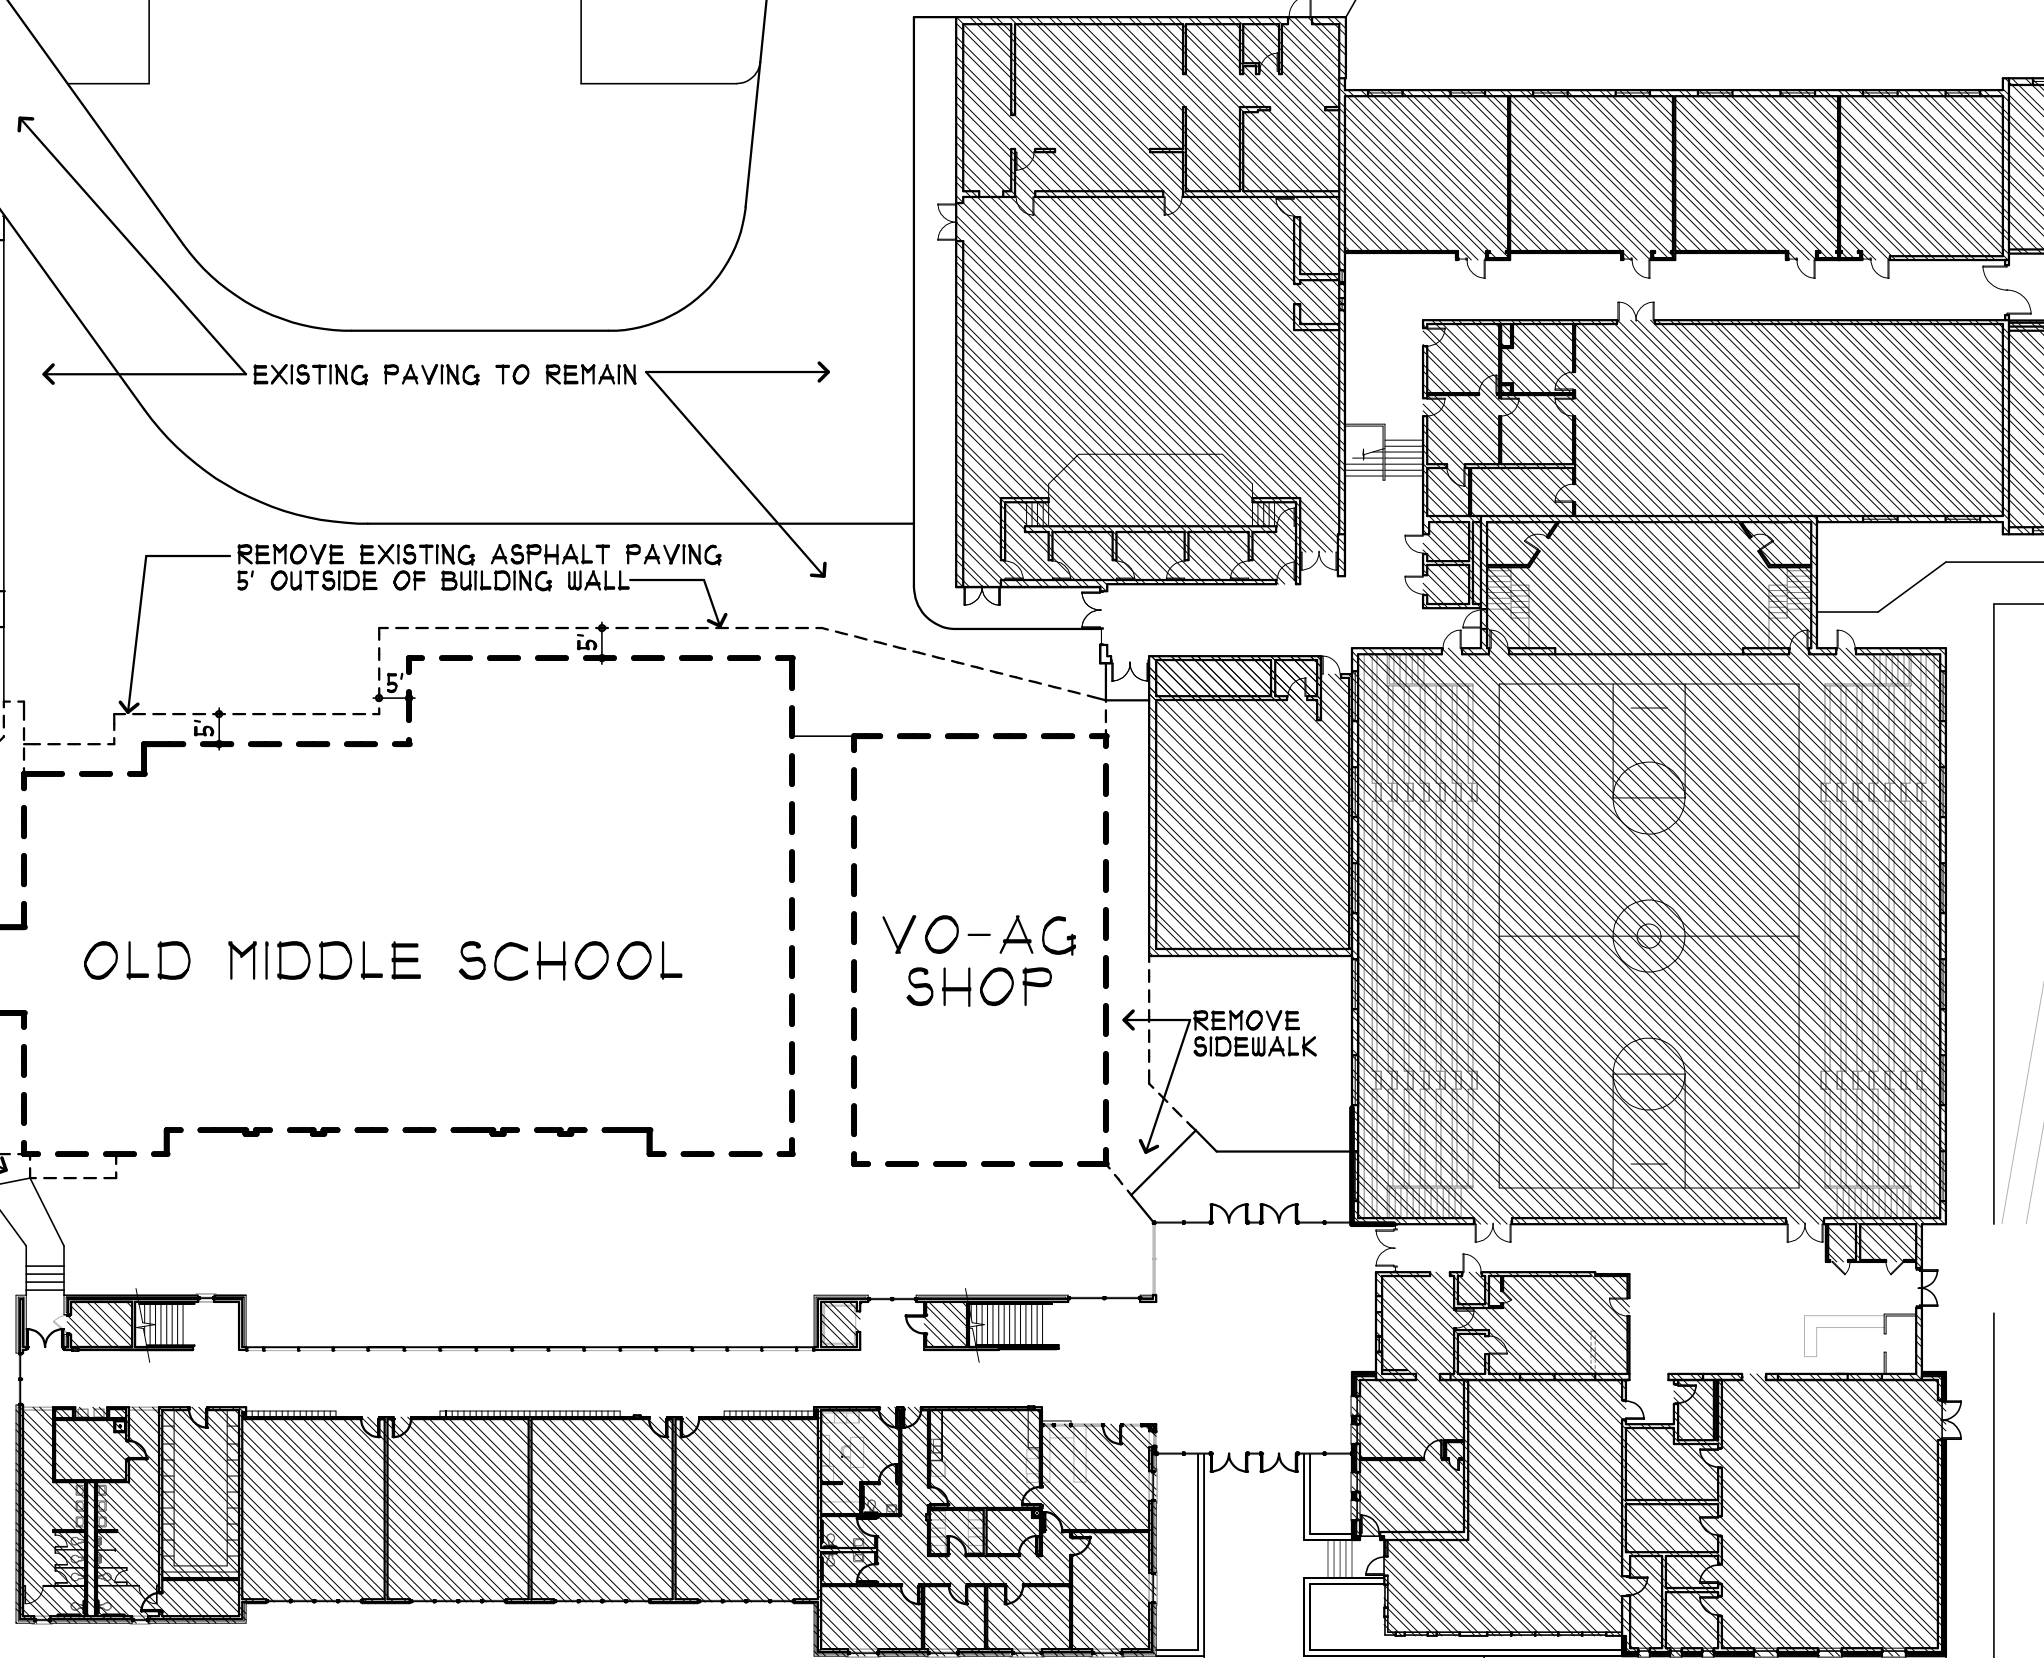 EXISTING PAVING TO REMAIN
REMOVE EXISTING ASPHALT PAVING
5' OUTSIDE OF BUILDING WALL
5'
5'
5'
OLD MIDDLE SCHOOL
VO-AG
SHOP
REMOVE
SIDEWALK